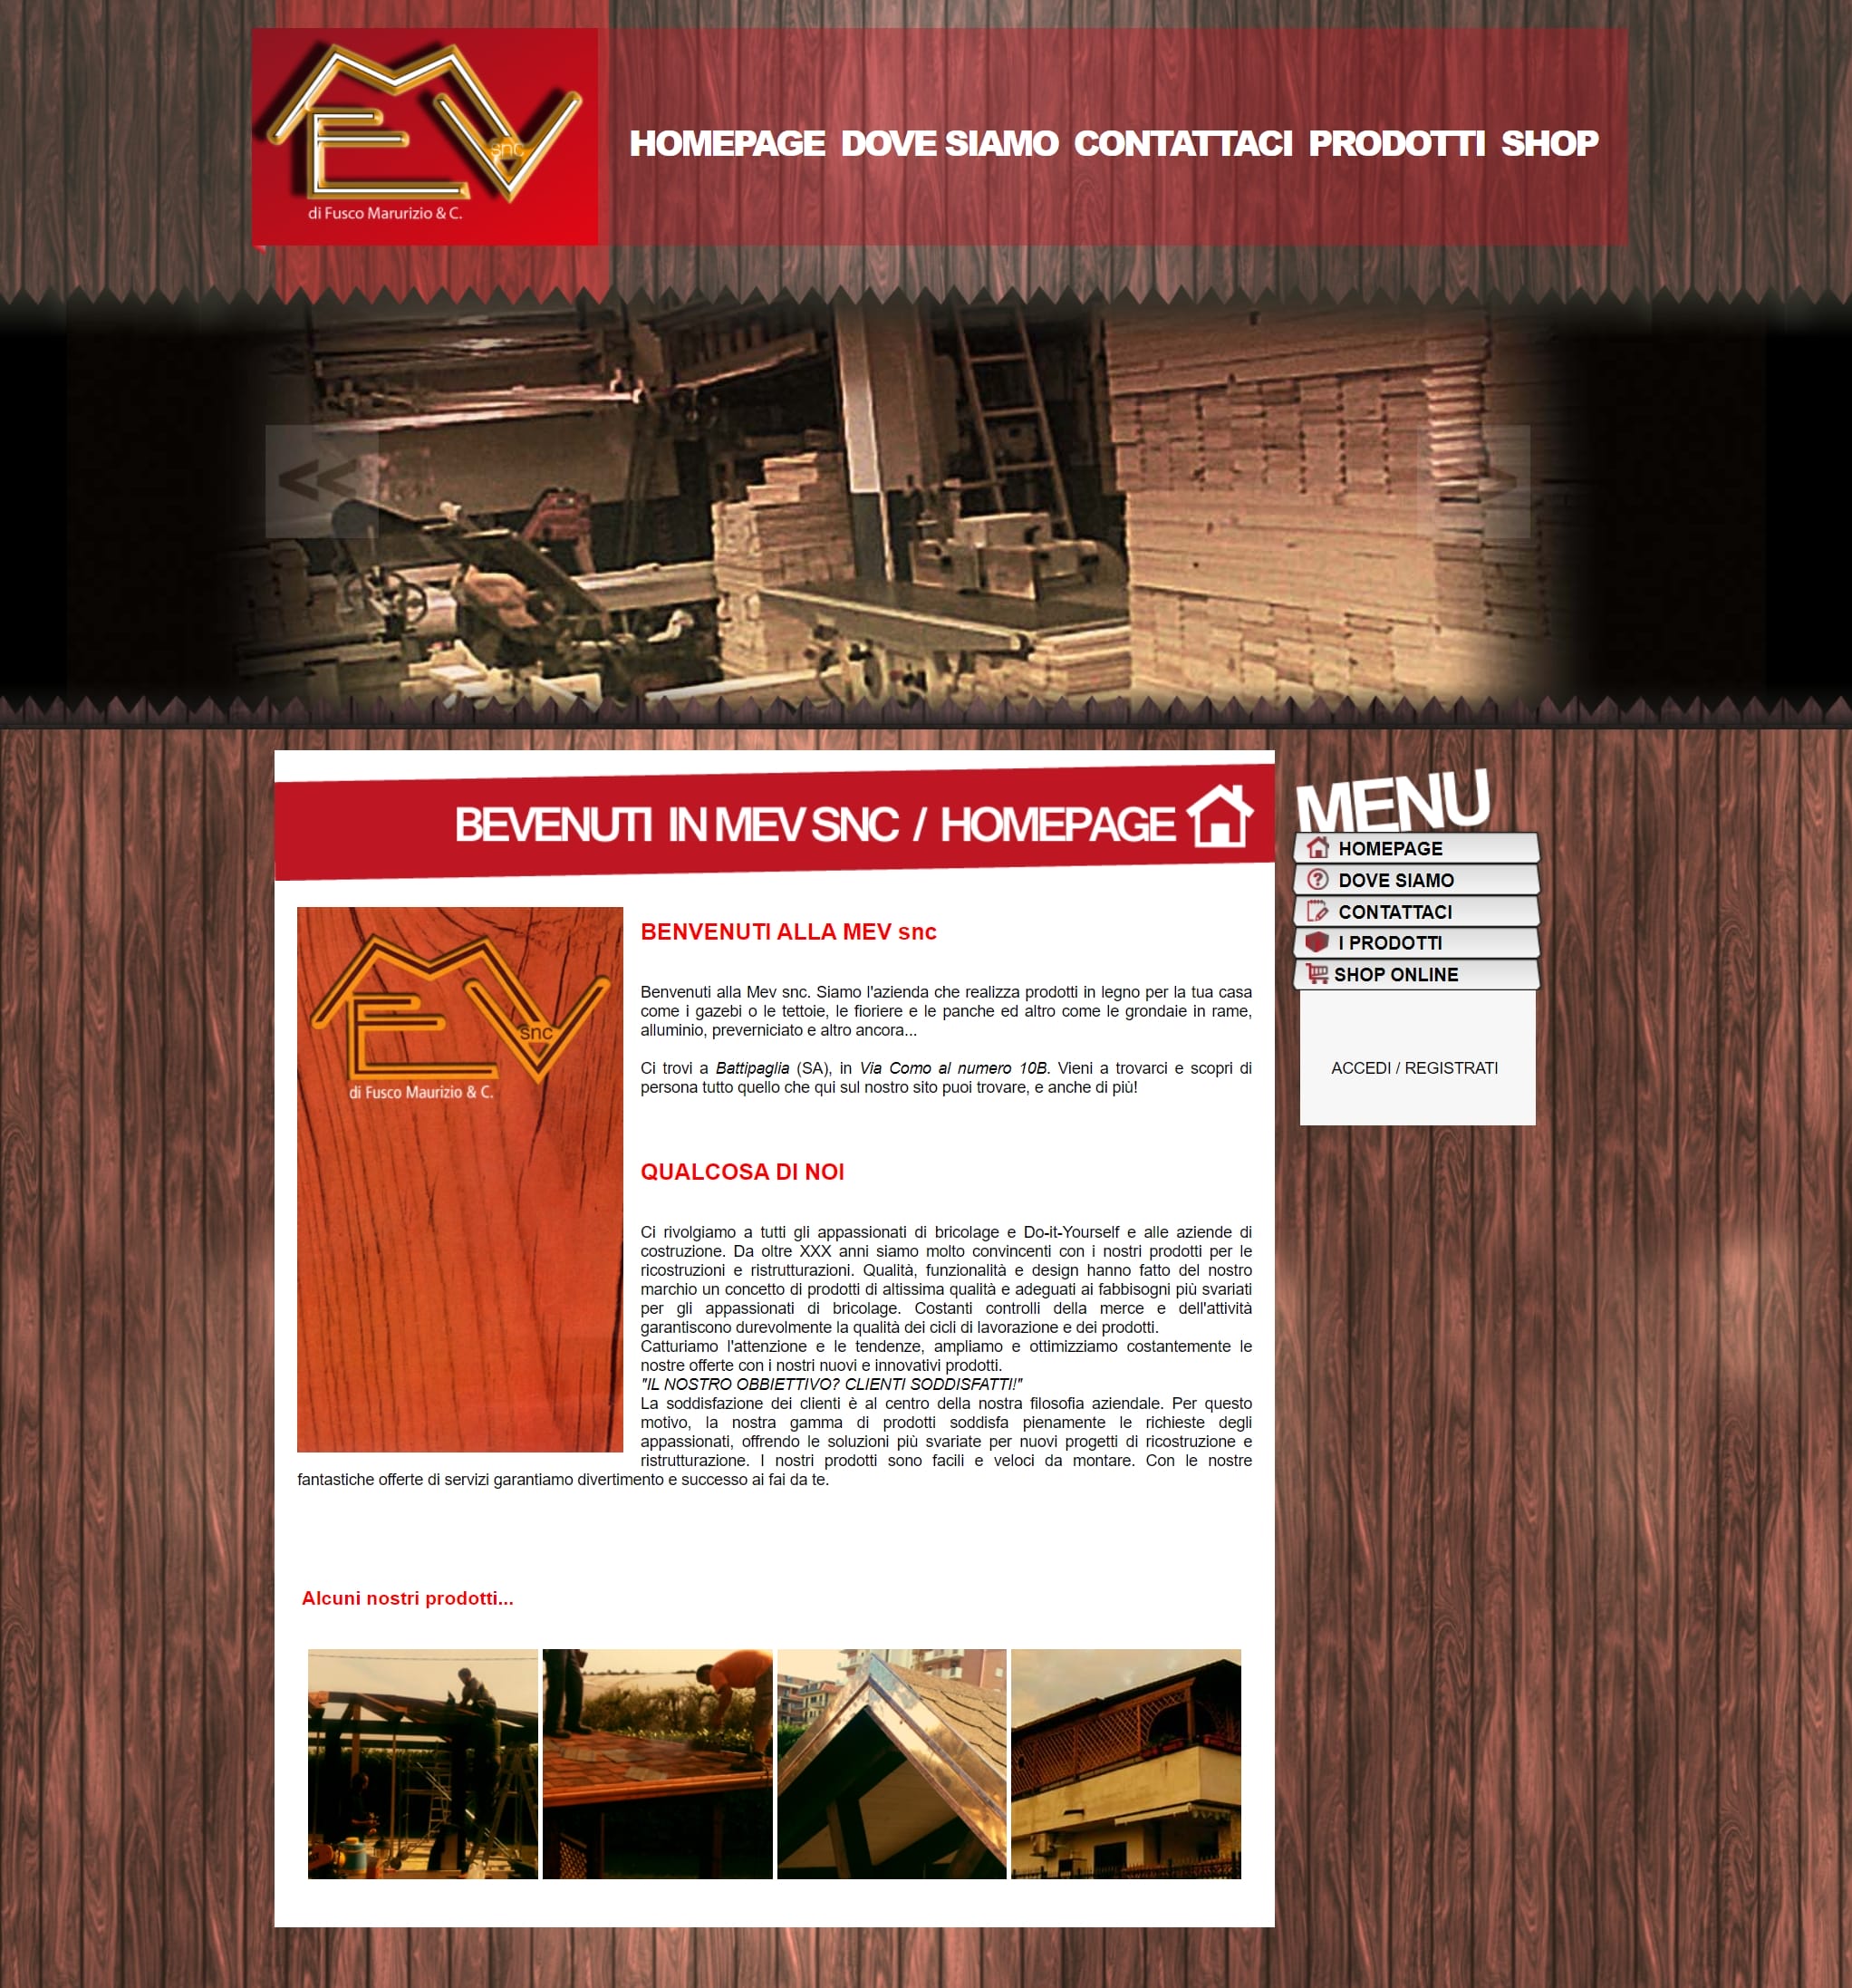 MEV
snc
di Fusco Marurizio & C.
HOMEPAGE DOVE SIAMO CONTATTACI PRODOTTI SHOP
<<
BEVENUTI IN MEV SNC / HOMEPAGE
MENU
HOMEPAGE
DOVE SIAMO
CONTATTACI
I PRODOTTI
SHOP ONLINE
ACCEDI / REGISTRATI
MEV
snc
di Fusco Maurizio & C.
BENVENUTI ALLA MEV snc
Benvenuti alla Mev snc. Siamo l'azienda che realizza prodotti in legno per la tua casa
come i gazebi o le tettoie, le fioriere e le panche ed altro come le grondaie in rame,
alluminio, preverniciato e altro ancora...
Ci trovi a Battipaglia (SA), in Via Como al numero 10B. Vieni a trovarci e scopri di
persona tutto quello che qui sul nostro sito puoi trovare, e anche di più!
QUALCOSA DI NOI
Ci rivolgiamo a tutti gli appassionati di bricolage e Do-it-Yourself e alle aziende di
costruzione. Da oltre XXX anni siamo molto convincenti con i nostri prodotti per le
ricostruzioni e ristrutturazioni. Qualità, funzionalità e design hanno fatto del nostro
marchio un concetto di prodotti di altissima qualità e adeguati ai fabbisogni più svariati
per gli appassionati di bricolage. Costanti controlli della merce e dell'attività
garantiscono durevolmente la qualità dei cicli di lavorazione e dei prodotti.
Catturiamo l'attenzione e le tendenze, ampliamo e ottimizziamo costantemente le
nostre offerte con i nostri nuovi e innovativi prodotti.
"IL NOSTRO OBBIETTIVO? CLIENTI SODDISFATTI!"
La soddisfazione dei clienti è al centro della nostra filosofia aziendale. Per questo
motivo, la nostra gamma di prodotti soddisfa pienamente le richieste degli
appassionati, offrendo le soluzioni più svariate per nuovi progetti di ricostruzione e
ristrutturazione. I nostri prodotti sono facili e veloci da montare. Con le nostre
fantastiche offerte di servizi garantiamo divertimento e successo ai fai da te.
Alcuni nostri prodotti...